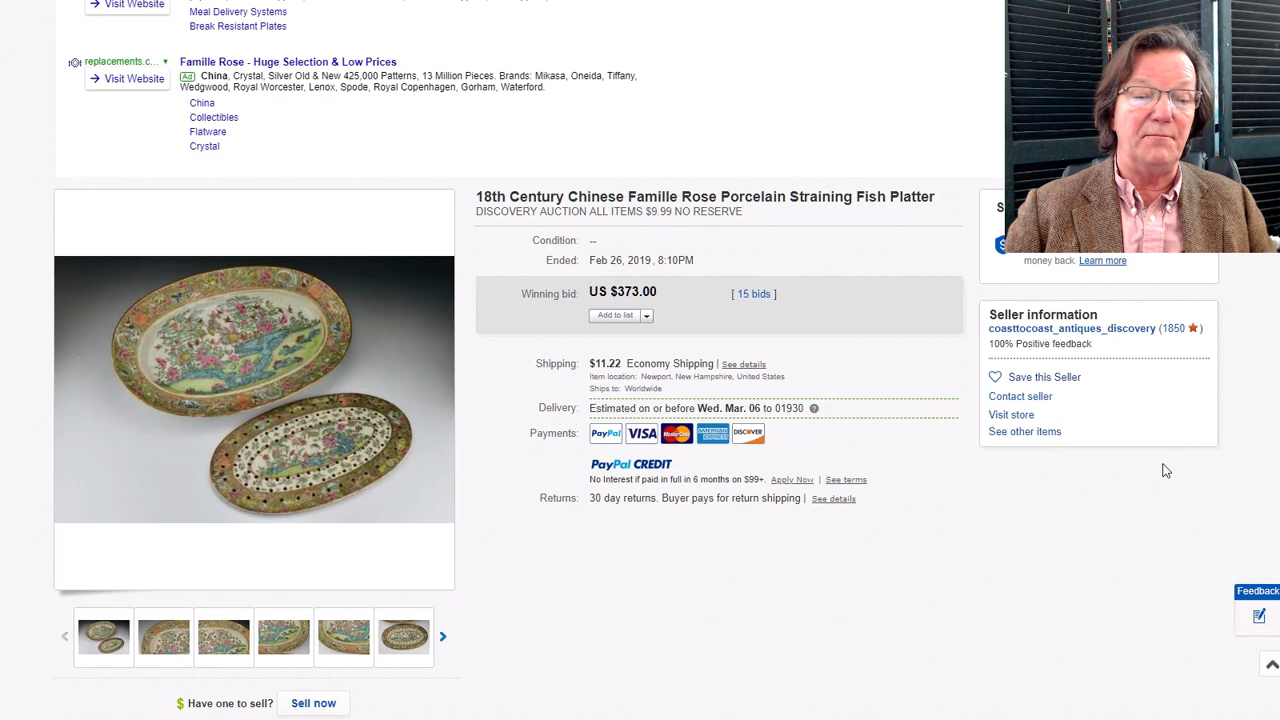 Visit Website
Meal Delivery Systems
Break Resistant Plates
replacements.c...
Visit Website
Famille Rose - Huge Selection & Low Prices
Ad China, Crystal, Silver Old & New 425,000 Patterns, 13 Million Pieces. Brands: Mikasa, Oneida, Tiffany,
Wedgwood, Royal Worcester, Lenox, Spode, Royal Copenhagen, Gorham, Waterford.
China
Collectibles
Flatware
Crystal
18th Century Chinese Famille Rose Porcelain Straining Fish Platter
DISCOVERY AUCTION ALL ITEMS $9.99 NO RESERVE
Condition: --
Ended: Feb 26, 2019 , 8:10PM
Winning bid: US $373.00 [ 15 bids ]
Add to list
Shipping: $11.22 Economy Shipping | See details
Item location: Newport, New Hampshire, United States
Ships to: Worldwide
Delivery: Estimated on or before Wed. Mar. 06 to 01930 ?
Payments: PayPal VISA MasterCard AMERICAN EXPRESS DISCOVER
PayPal CREDIT
No Interest if paid in full in 6 months on $99+. Apply Now | See terms
Returns: 30 day returns. Buyer pays for return shipping | See details
S
$
money back. Learn more
Seller information
coasttocoast_antiques_discovery (1850 )
100% Positive feedback
Save this Seller
Contact seller
Visit store
See other items
Feedback
$ Have one to sell? Sell now